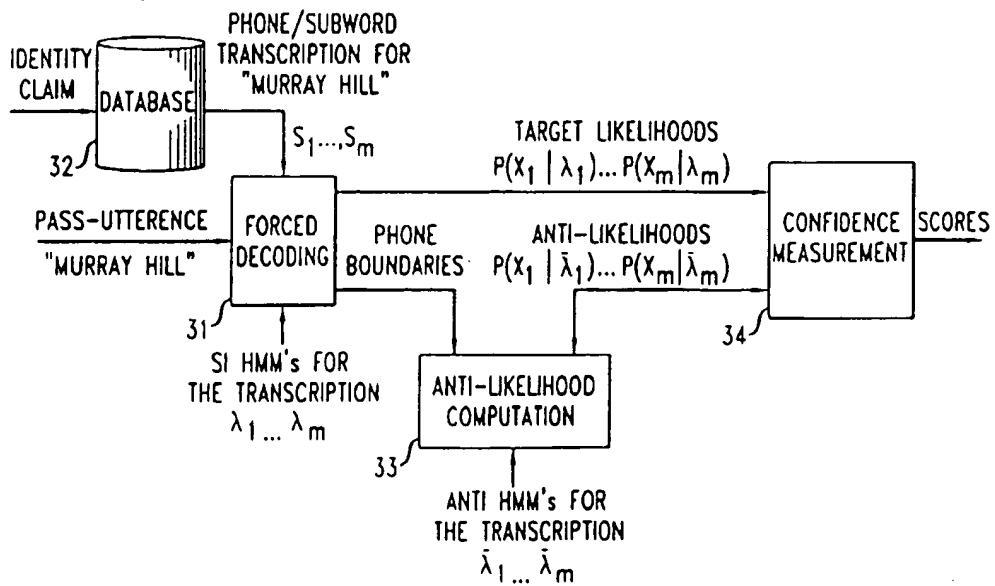 PHONE/SUBWORD
TRANSCRIPTION FOR
"MURRAY HILL"
IDENTITY
CLAIM
DATABASE
32
S₁...,Sₘ
TARGET LIKELIHOODS
P(X₁ | λ₁)... P(Xₘ | λₘ)
PASS-UTTERENCE
"MURRAY HILL"
FORCED
DECODING
31
PHONE
BOUNDARIES
ANTI-LIKELIHOODS
P(X₁ | λ̄₁)... P(Xₘ | λ̄ₘ)
CONFIDENCE
MEASUREMENT
34
SCORES
SI HMM's FOR
THE TRANSCRIPTION
λ₁... λₘ
ANTI-LIKELIHOOD
COMPUTATION
33
ANTI HMM's FOR
THE TRANSCRIPTION
λ̄₁... λ̄ₘ